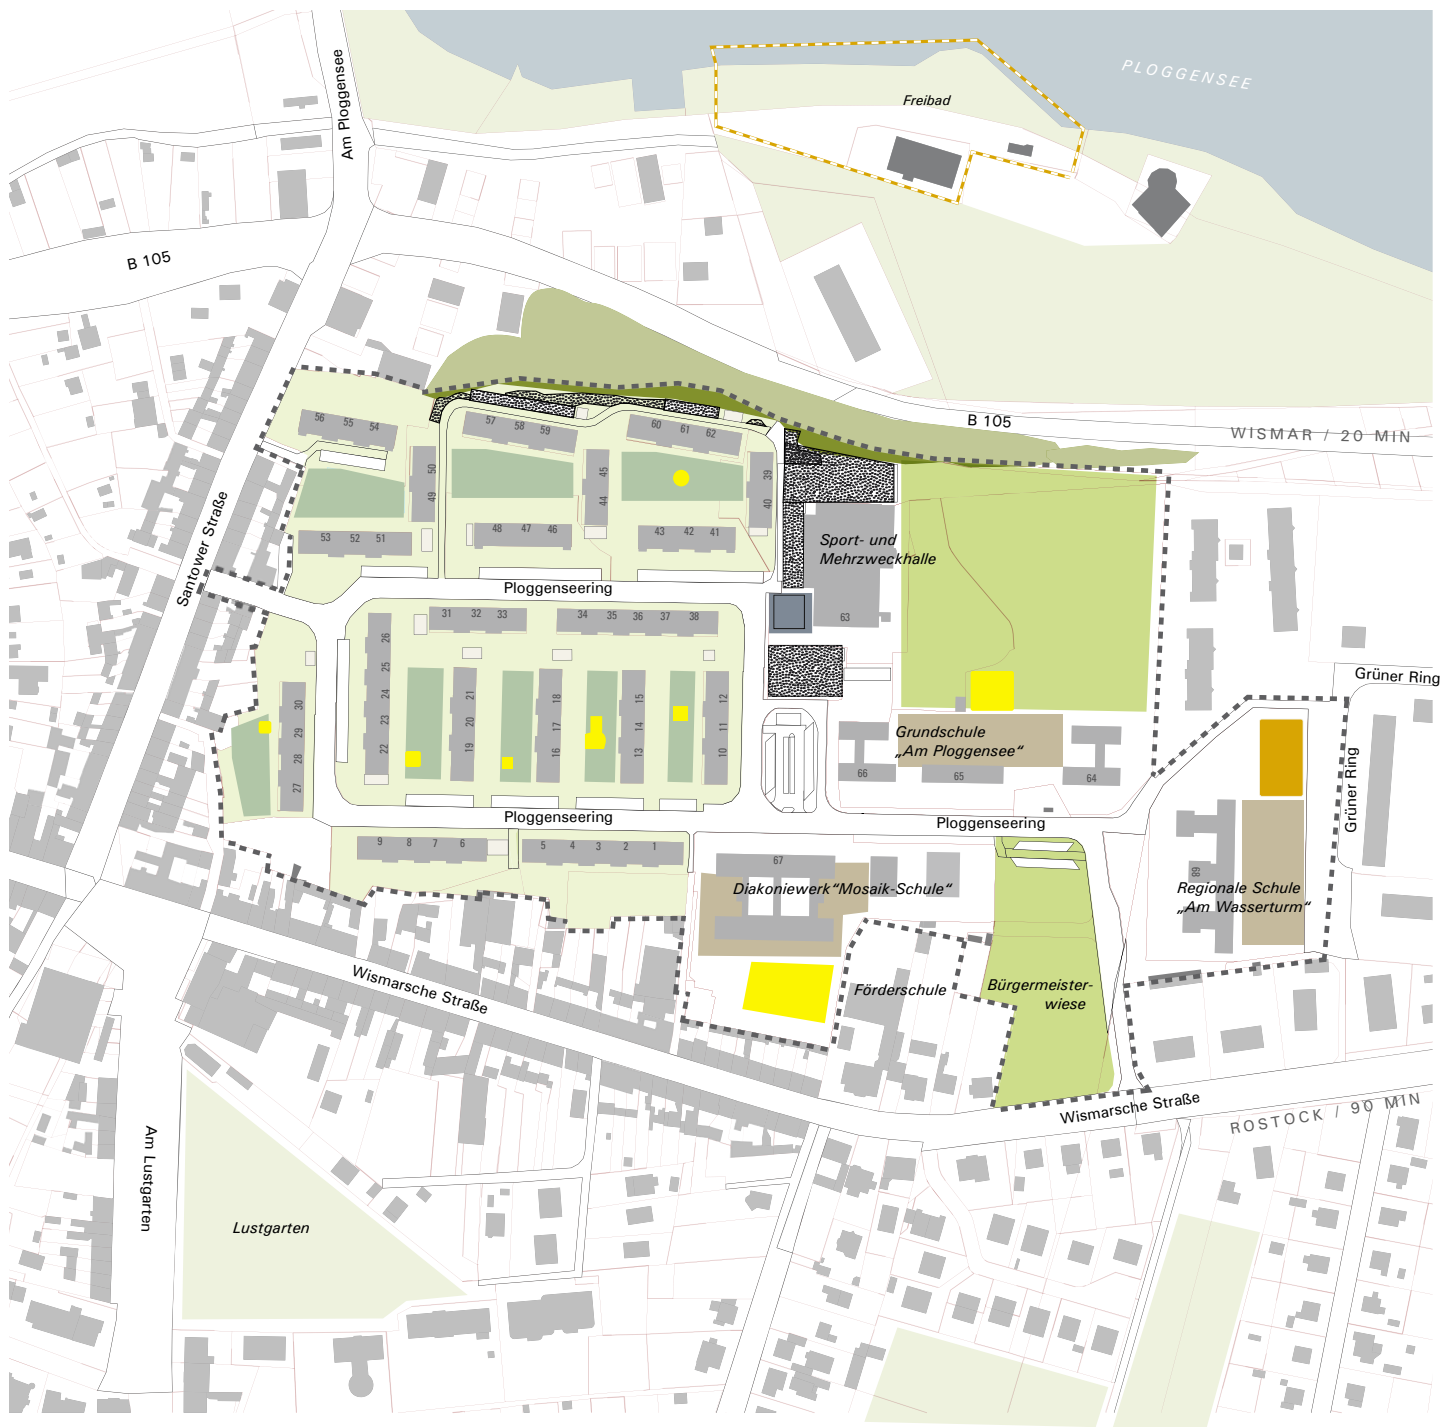 PLOGGENSEE
Am Ploggensee
Freibad
B 105
B 105
WISMAR / 20 MIN
56
55
54
57
58
59
60
61
62
50
49
45
44
39
40
53
52
51
48
47
46
43
42
41
Sport- und
Mehrzweckhalle
63
Santower Straße
Ploggenseering
31
32
33
34
35
36
37
38
26
25
24
23
22
21
20
19
18
17
16
15
14
13
12
11
10
30
29
28
27
Grüner Ring
Grüner Ring
Grundschule
„Am Ploggensee“
66
65
64
Ploggenseering
Ploggenseering
9
8
7
6
5
4
3
2
1
67
Diakoniewerk“Mosaik-Schule“
68
Regionale Schule
„Am Wasserturm“
Förderschule
Bürgermeister-
wiese
Wismarsche Straße
Wismarsche Straße
ROSTOCK / 90 MIN
Am Lustgarten
Lustgarten